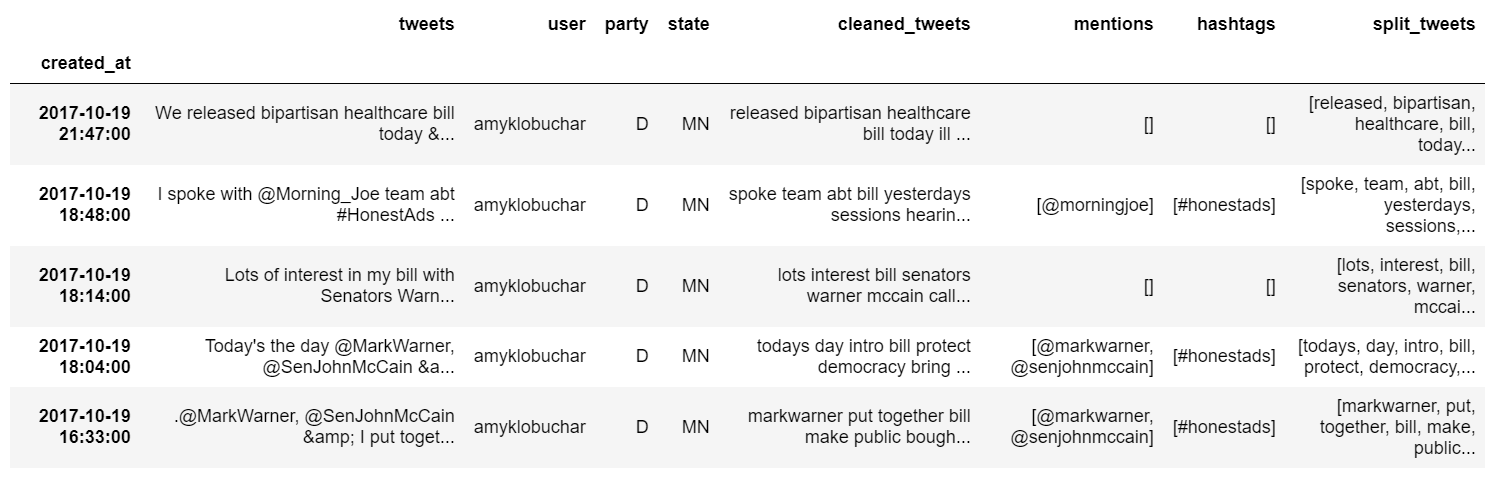 tweets user party state cleaned_tweets mentions hashtags split_tweets
created_at
2017-10-19 21:47:00 We released bipartisan healthcare bill today &... amyklobuchar D MN released bipartisan healthcare bill today ill ... [] [] [released, bipartisan, healthcare, bill, today...
2017-10-19 18:48:00 I spoke with @Morning_Joe team abt #HonestAds ... amyklobuchar D MN spoke team abt bill yesterdays sessions hearin... [@morningjoe] [#honestads] [spoke, team, abt, bill, yesterdays, sessions,...
2017-10-19 18:14:00 Lots of interest in my bill with Senators Warn... amyklobuchar D MN lots interest bill senators warner mccain call... [] [] [lots, interest, bill, senators, warner, mccai...
2017-10-19 18:04:00 Today's the day @MarkWarner, @SenJohnMcCain &a... amyklobuchar D MN todays day intro bill protect democracy bring ... [@markwarner, @senjohnmccain] [#honestads] [todays, day, intro, bill, protect, democracy,...
2017-10-19 16:33:00 .@MarkWarner, @SenJohnMcCain &amp; I put toget... amyklobuchar D MN markwarner put together bill make public bough... [@markwarner, @senjohnmccain] [#honestads] [markwarner, put, together, bill, make, public...